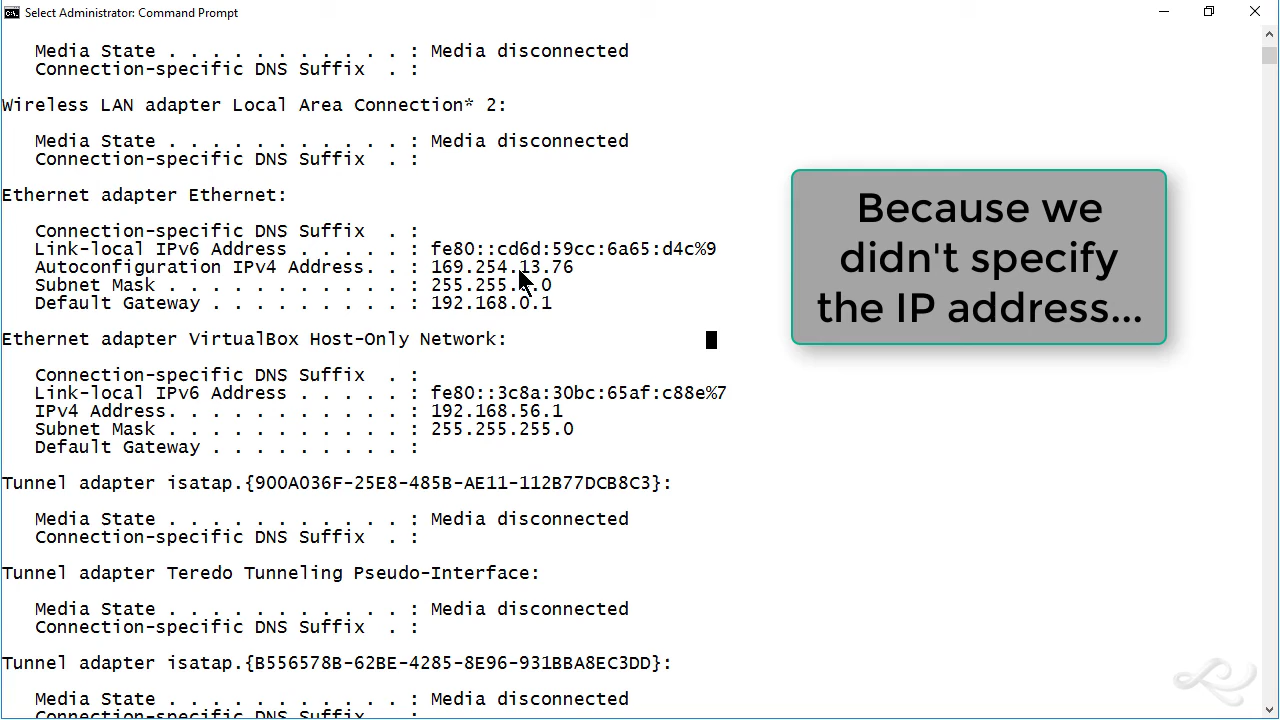 Select Administrator: Command Prompt
Media State . . . . . . . . . . . : Media disconnected
Connection-specific DNS Suffix  . :
Wireless LAN adapter Local Area Connection* 2:
Media State . . . . . . . . . . . : Media disconnected
Connection-specific DNS Suffix  . :
Ethernet adapter Ethernet:
Connection-specific DNS Suffix  . :
Link-local IPv6 Address . . . . . : fe80::cd6d:59cc:6a65:d4c%9
Autoconfiguration IPv4 Address. . : 169.254.13.76
Subnet Mask . . . . . . . . . . . : 255.255. .0
Default Gateway . . . . . . . . . : 192.168.0.1
Ethernet adapter VirtualBox Host-Only Network:
Connection-specific DNS Suffix  . :
Link-local IPv6 Address . . . . . : fe80::3c8a:30bc:65af:c88e%7
IPv4 Address. . . . . . . . . . . : 192.168.56.1
Subnet Mask . . . . . . . . . . . : 255.255.255.0
Default Gateway . . . . . . . . . :
Tunnel adapter isatap.{900A036F-25E8-485B-AE11-112B77DCB8C3}:
Media State . . . . . . . . . . . : Media disconnected
Connection-specific DNS Suffix  . :
Tunnel adapter Teredo Tunneling Pseudo-Interface:
Media State . . . . . . . . . . . : Media disconnected
Connection-specific DNS Suffix  . :
Tunnel adapter isatap.{B556578B-62BE-4285-8E96-931BBA8EC3DD}:
Media State . . . . . . . . . . . : Media disconnected
Connection-specific DNS Suffix  . :
Because we
didn't specify
the IP address...